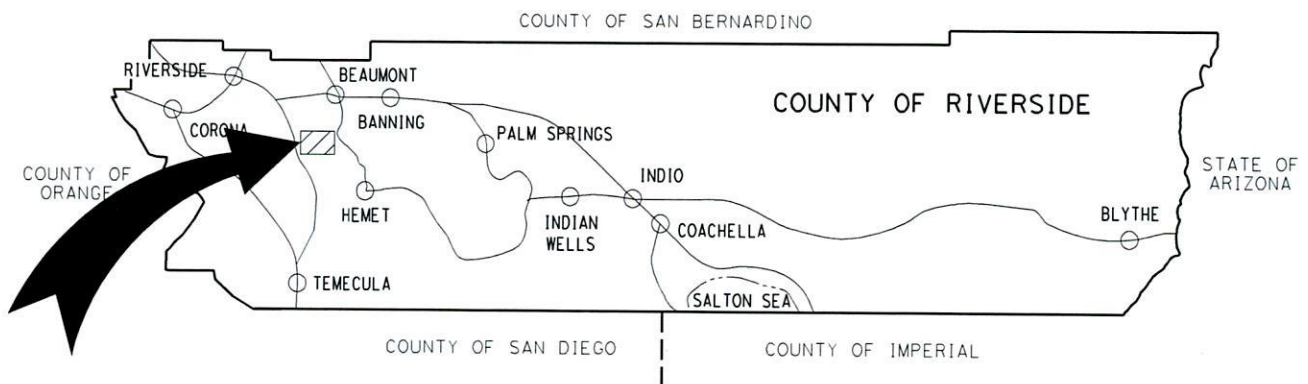 COUNTY OF SAN BERNARDINO
RIVERSIDE
BEAUMONT
COUNTY OF RIVERSIDE
BANNING
CORONA
PALM SPRINGS
COUNTY OF
ORANGE
STATE OF
ARIZONA
INDIO
HEMET
INDIAN
WELLS
BLYTHE
COACHELLA
TEMECULA
SALTON SEA
COUNTY OF SAN DIEGO
COUNTY OF IMPERIAL